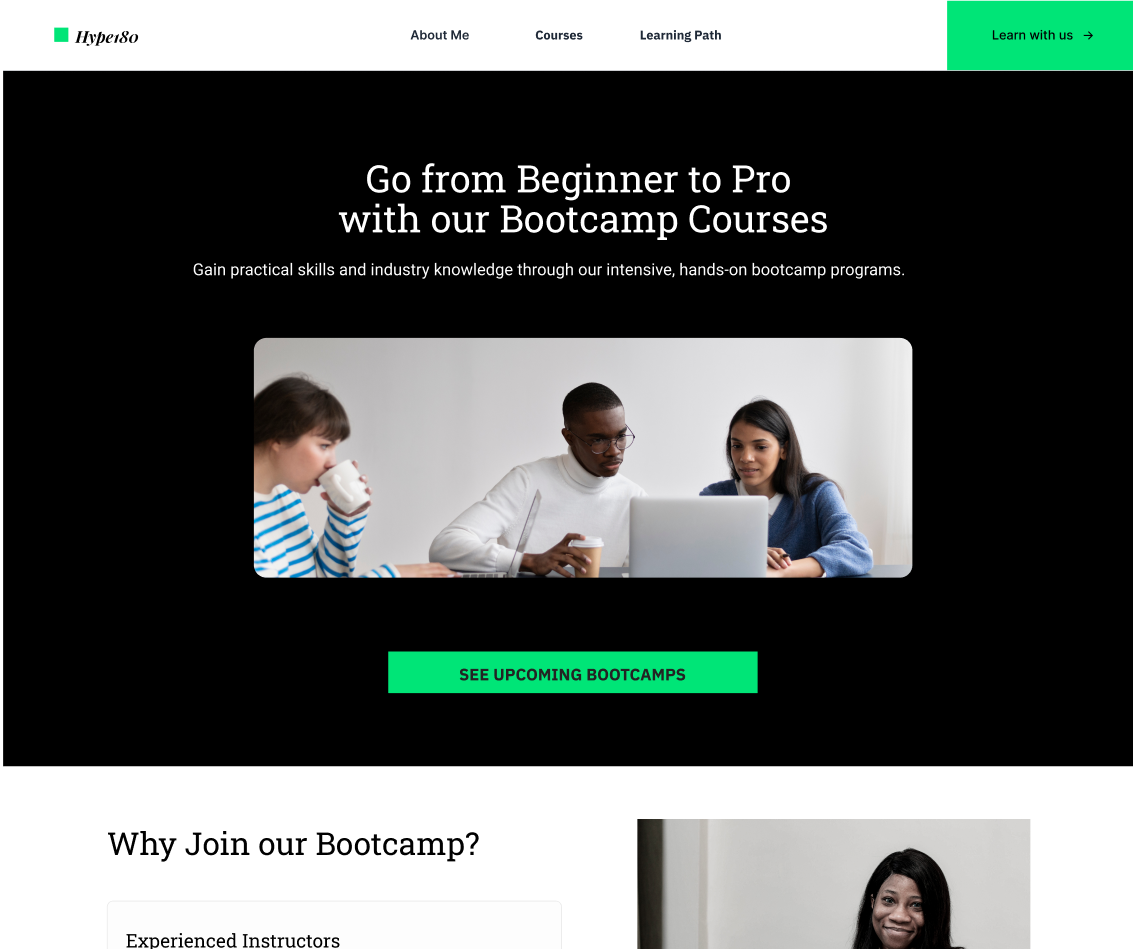 Hype180
About Me
Courses
Learning Path
Learn with us →
Go from Beginner to Pro
with our Bootcamp Courses
Gain practical skills and industry knowledge through our intensive, hands-on bootcamp programs.
SEE UPCOMING BOOTCAMPS
Why Join our Bootcamp?
Experienced Instructors